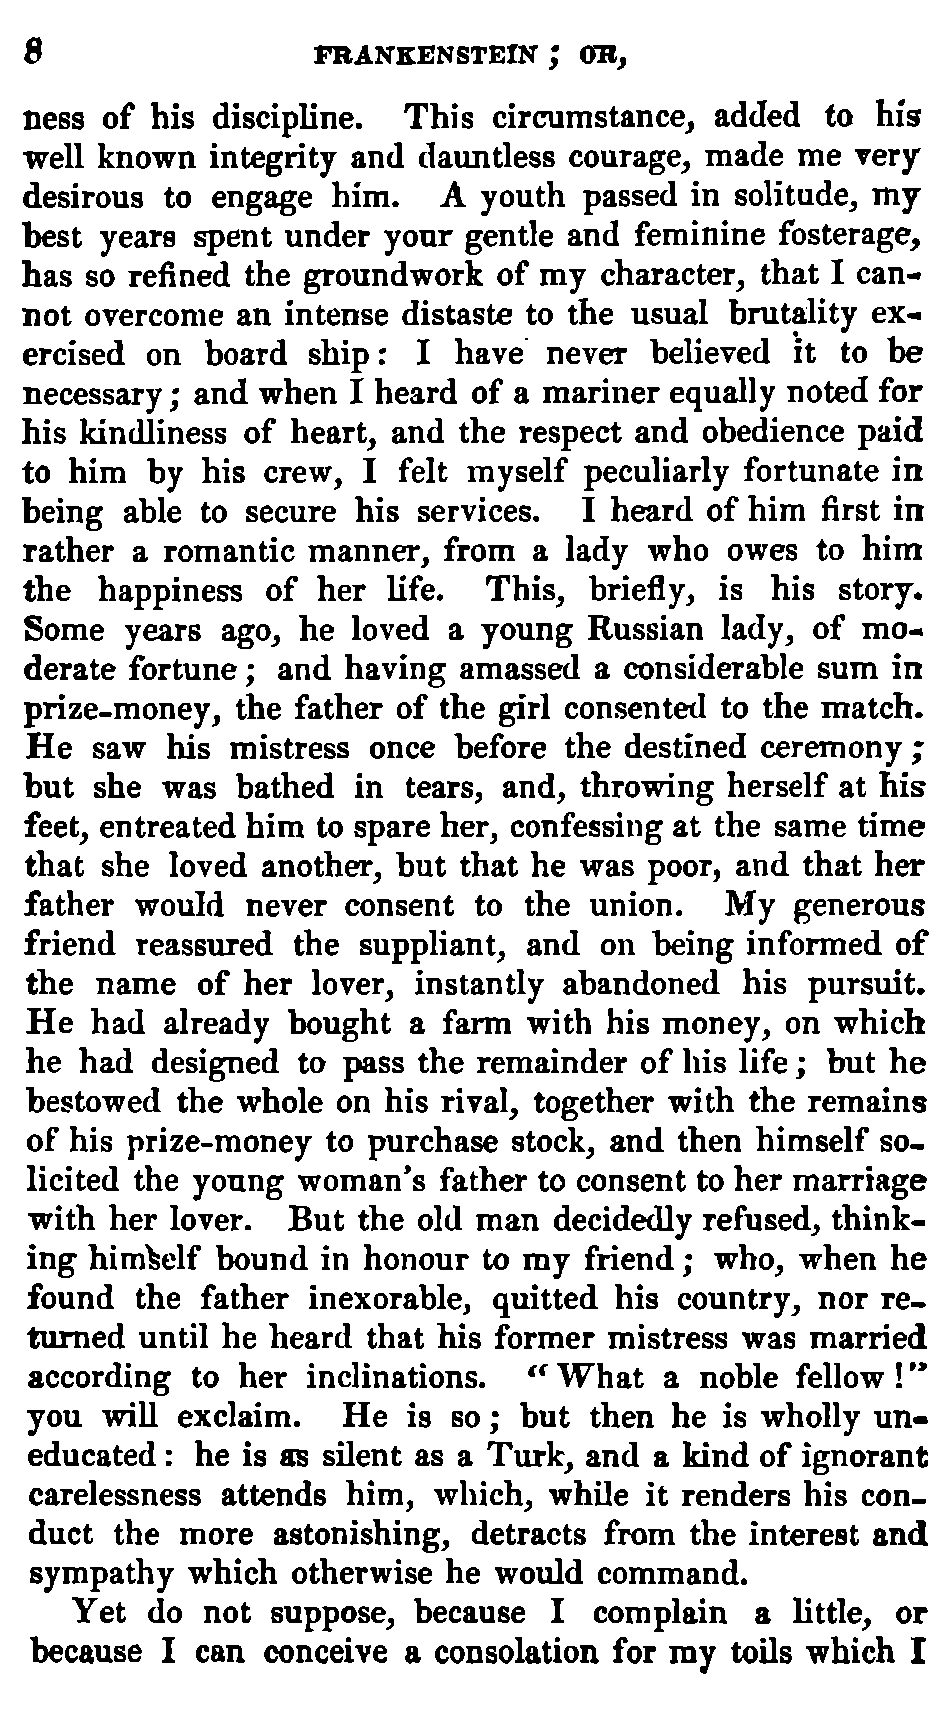 8 FRANKENSTEIN ; OR,
ness of his discipline. This circumstance, added to his
well known integrity and dauntless courage, made me very
desirous to engage him. A youth passed in solitude, my
best years spent under your gentle and feminine fosterage,
has so refined the groundwork of my character, that I can-
not overcome an intense distaste to the usual brutality ex-
ercised on board ship: I have never believed it to be
necessary; and when I heard of a mariner equally noted for
his kindliness of heart, and the respect and obedience paid
to him by his crew, I felt myself peculiarly fortunate in
being able to secure his services. I heard of him first in
rather a romantic manner, from a lady who owes to him
the happiness of her life. This, briefly, is his story.
Some years ago, he loved a young Russian lady, of mo-
derate fortune; and having amassed a considerable sum in
prize-money, the father of the girl consented to the match.
He saw his mistress once before the destined ceremony;
but she was bathed in tears, and, throwing herself at his
feet, entreated him to spare her, confessing at the same time
that she loved another, but that he was poor, and that her
father would never consent to the union. My generous
friend reassured the suppliant, and on being informed of
the name of her lover, instantly abandoned his pursuit.
He had already bought a farm with his money, on which
he had designed to pass the remainder of his life; but he
bestowed the whole on his rival, together with the remains
of his prize-money to purchase stock, and then himself so-
licited the young woman's father to consent to her marriage
with her lover. But the old man decidedly refused, think-
ing himself bound in honour to my friend; who, when he
found the father inexorable, quitted his country, nor re-
turned until he heard that his former mistress was married
according to her inclinations. “What a noble fellow!”
you will exclaim. He is so; but then he is wholly un-
educated: he is as silent as a Turk, and a kind of ignorant
carelessness attends him, which, while it renders his con-
duct the more astonishing, detracts from the interest and
sympathy which otherwise he would command.
Yet do not suppose, because I complain a little, or
because I can conceive a consolation for my toils which I